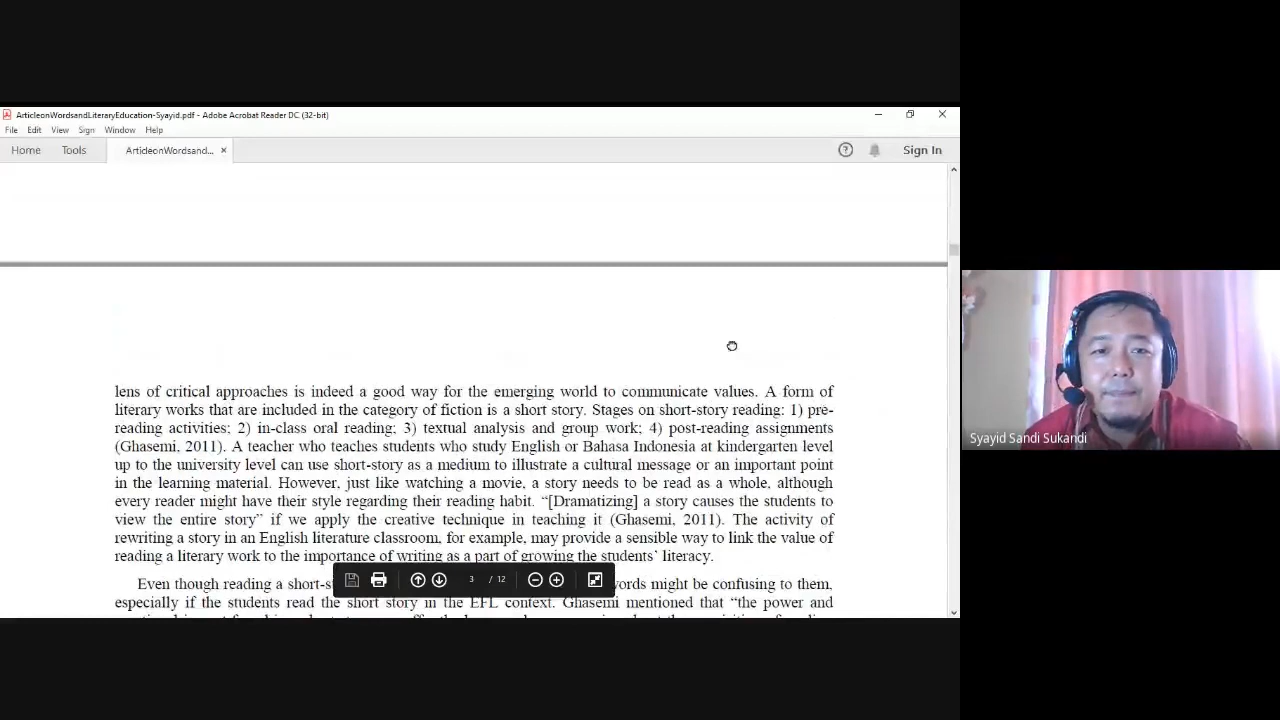 ArticleonWordsandLiteraryEducation-Syayid.pdf - Adobe Acrobat Reader DC (32-bit)
File Edit View Sign Window Help
Home Tools ArticleonWordsand... × Sign In
lens of critical approaches is indeed a good way for the emerging world to communicate values. A form of
literary works that are included in the category of fiction is a short story. Stages on short-story reading: 1) pre-
reading activities; 2) in-class oral reading; 3) textual analysis and group work; 4) post-reading assignments
(Ghasemi, 2011). A teacher who teaches students who study English or Bahasa Indonesia at kindergarten level
up to the university level can use short-story as a medium to illustrate a cultural message or an important point
in the learning material. However, just like watching a movie, a story needs to be read as a whole, although
every reader might have their style regarding their reading habit. “[Dramatizing] a story causes the students to
view the entire story” if we apply the creative technique in teaching it (Ghasemi, 2011). The activity of
rewriting a story in an English literature classroom, for example, may provide a sensible way to link the value of
reading a literary work to the importance of writing as a part of growing the students’ literacy.
Even though reading a short-st words might be confusing to them,
3 / 12
especially if the students read the short story in the EFL context. Ghasemi mentioned that “the power and
Syayid Sandi Sukandi